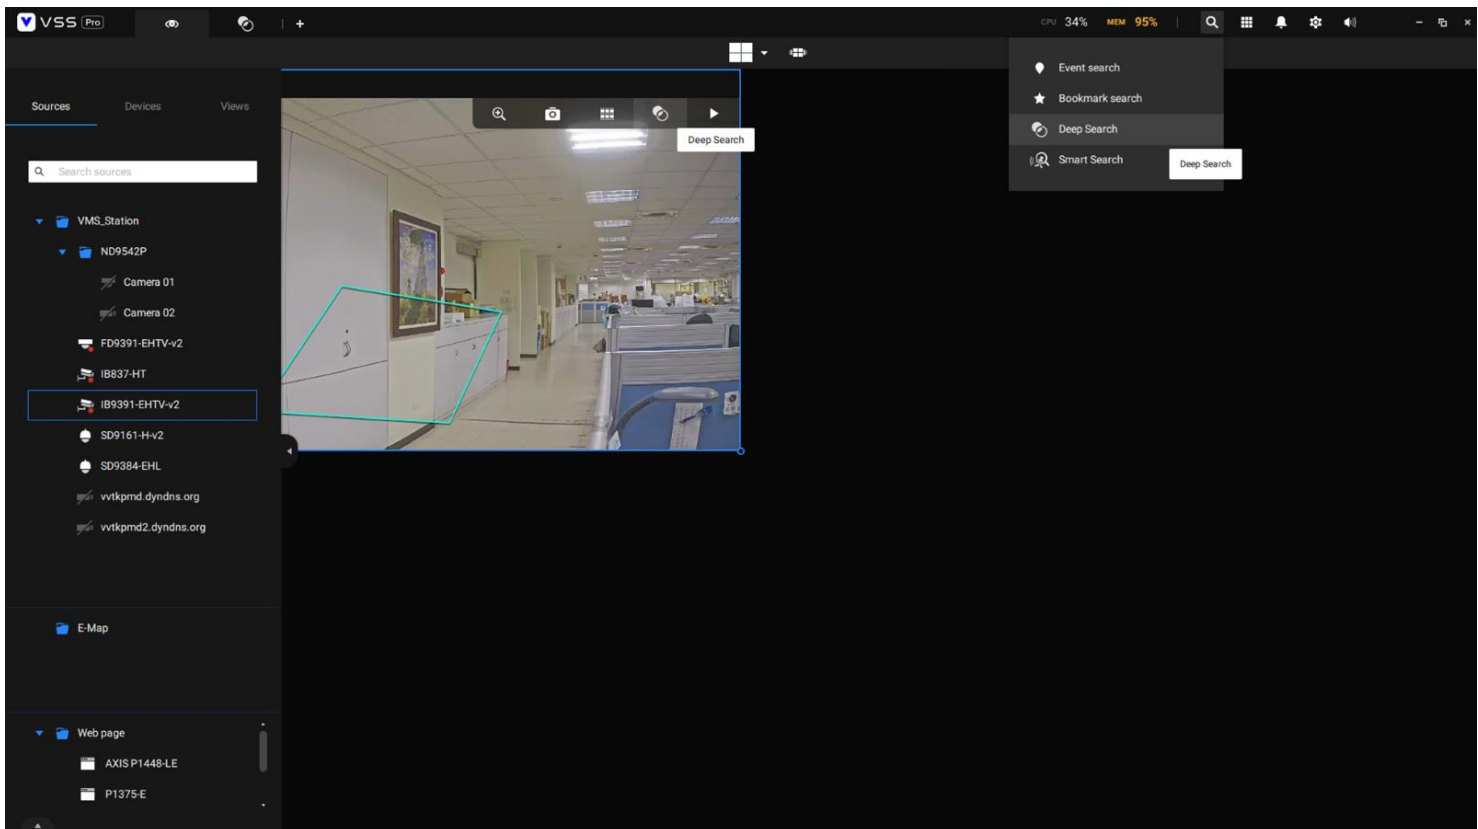 VSS Pro
CPU 34% MEM 95%
Sources Devices Views
Search sources
VMS_Station
ND9542P
Camera 01
Camera 02
FD9391-EHTV-v2
IB837-HT
IB9391-EHTV-v2
SD9161-H-v2
SD9384-EHL
vvtkpmd.dyndns.org
vvtkpmd2.dyndns.org
E-Map
Web page
AXIS P1448-LE
P1375-E
Deep Search
Event search
Bookmark search
Deep Search
Smart Search
Deep Search